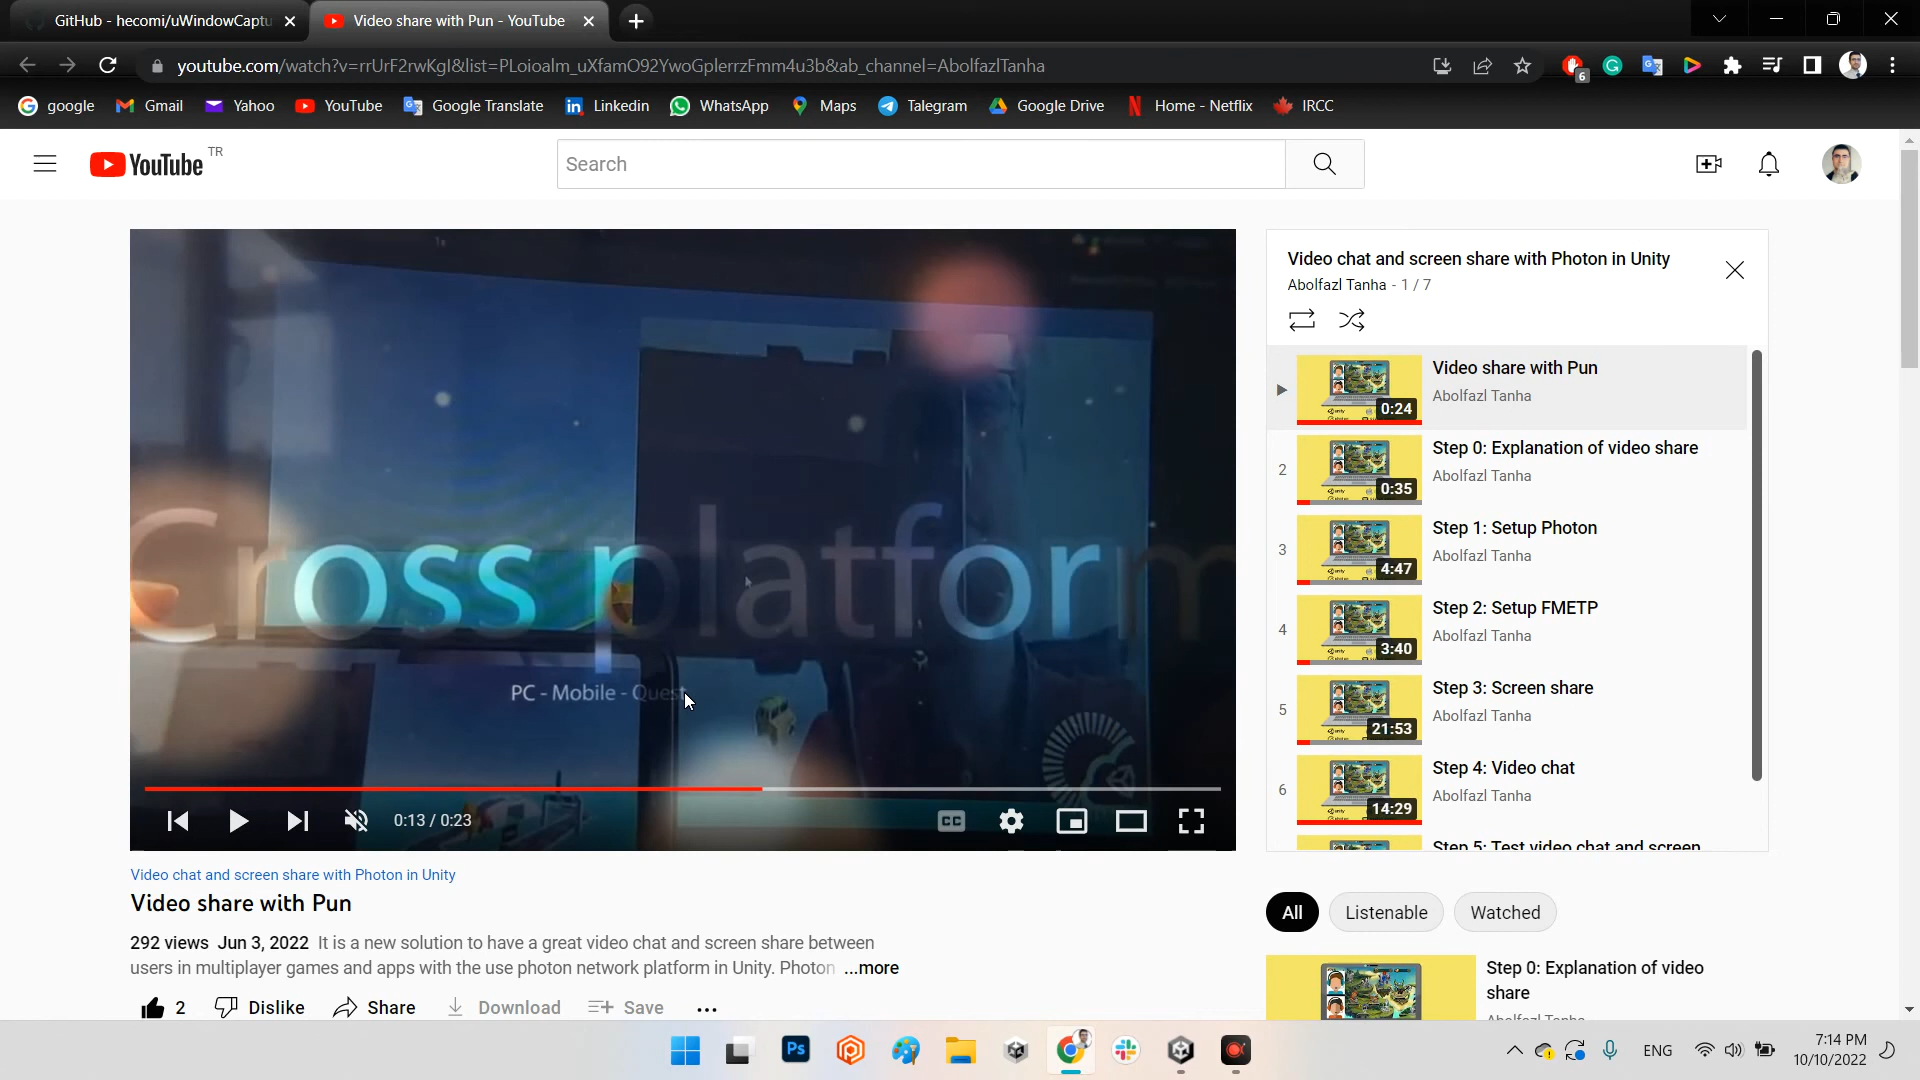 GitHub - hecomi/uWindowCaptu
Video share with Pun - YouTube
youtube.com/watch?v=rrUrF2rwKgI&list=PLoioalm_uXfamO92YwoGplerrzFmm4u3b&ab_channel=AbolfazlTanha
6
google Gmail Yahoo YouTube Google Translate Linkedin WhatsApp Maps Telegram Google Drive Home - Netflix IRCC
YouTube TR
Search
Cross platform
PC - Mobile - Quest
0:13 / 0:23
CC
Video chat and screen share with Photon in Unity
Abolfazl Tanha - 1 / 7
0:24
Video share with Pun
Abolfazl Tanha
2
0:35
Step 0: Explanation of video share
Abolfazl Tanha
3
4:47
Step 1: Setup Photon
Abolfazl Tanha
4
3:40
Step 2: Setup FMETP
Abolfazl Tanha
5
21:53
Step 3: Screen share
Abolfazl Tanha
6
14:29
Step 4: Video chat
Abolfazl Tanha
Step 5: Test video chat and screen
Video chat and screen share with Photon in Unity
Video share with Pun
292 views Jun 3, 2022 It is a new solution to have a great video chat and screen share between
users in multiplayer games and apps with the use photon network platform in Unity. Photon ...more
2 Dislike Share Download Save
All Listenable Watched
Step 0: Explanation of video
share
Abolfazl Tanha
Ps
ENG
7:14 PM
10/10/2022